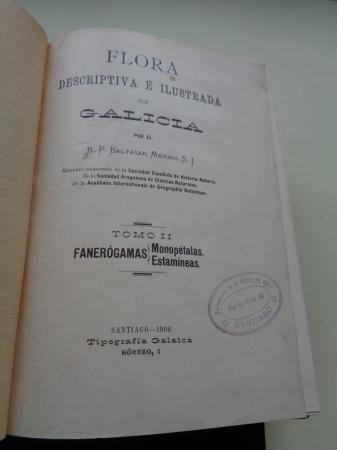 FLORA
DESCRIPTIVA É ILUSTRADA
DE
GALICIA
POR EL
R. P. BALTASAR MERINO, S. J.
Miembro numerario de la Sociedad Española de Historia Natural,
de la Sociedad Aragonesa de Ciencias Naturales,
de la Académie Internationale de Géographie Botanique.
TOMO II
FANERÓGAMAS Monopétalas.
Estamíneas.
SANTIAGO—1906
Tipografía Galaica
HÓRREO, 1
SANTIAGO